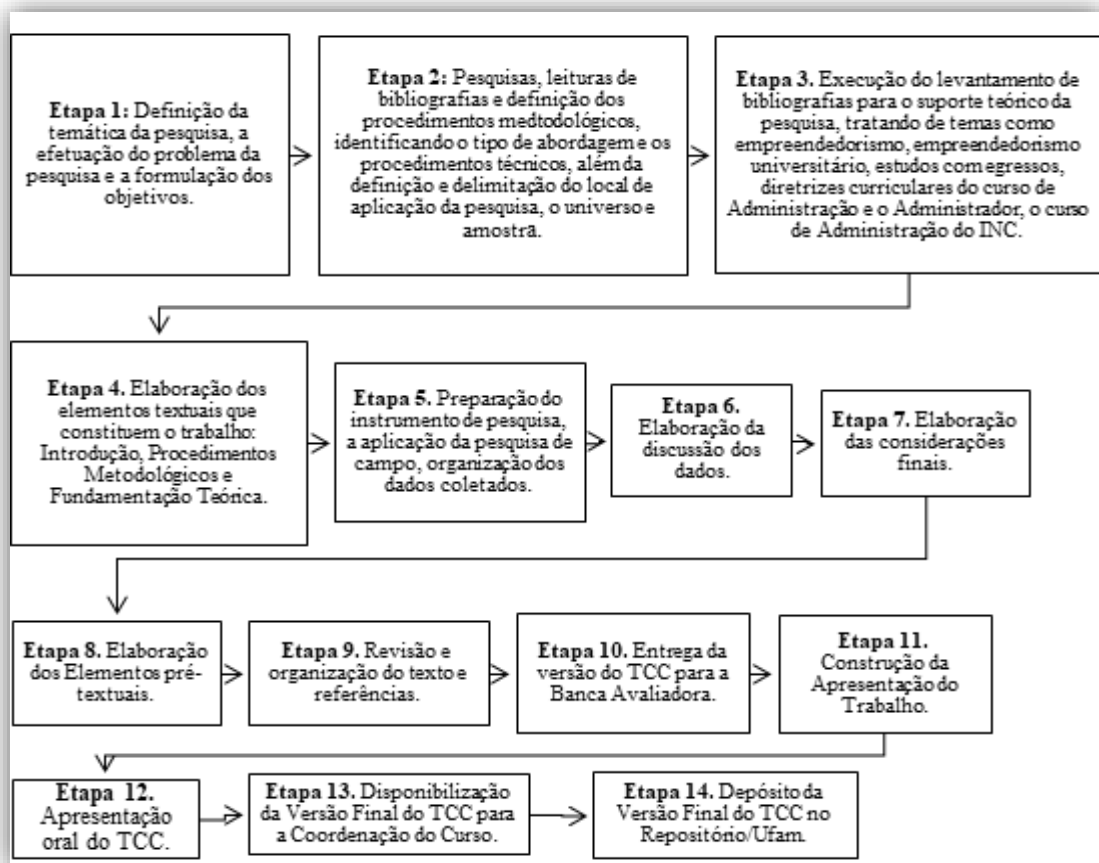 Etapa 1: Definição da
temática da pesquisa, a
efetuação do problema da
pesquisa e a formulação dos
objetivos.
Etapa 2: Pesquisas, leituras de
bibliografias e definição dos
procedimentos medtodológicos,
identificando o tipo de abordagem e os
procedimentos técnicos, além da
definição e delimitação do local de
aplicação da pesquisa, o universo e
amostra.
Etapa 3. Execução do levantamento de
bibliografias para o suporte teórico da
pesquisa, tratando de temas como
empreendedorismo, empreendedorismo
universitário, estudos com egressos,
diretrizes curriculares do curso de
Administração e o Administrador, o curso
de Administração do INC.
Etapa 4. Elaboração dos
elementos textuais que
constituem o trabalho:
Introdução, Procedimentos
Metodológicos e
Fundamentação Teórica.
Etapa 5. Preparação do
instrumento de pesquisa,
a aplicação da pesquisa de
campo, organização dos
dados coletados.
Etapa 6.
Elaboração da
discussão dos
dados.
Etapa 7. Elaboração
das considerações
finais.
Etapa 8. Elaboração
dos Elementos pré-
textuais.
Etapa 9. Revisão e
organização do texto e
referências.
Etapa 10. Entrega da
versão do TCC para a
Banca Avaliadora.
Etapa 11.
Construção da
Apresentação do
Trabalho.
Etapa 12.
Apresentação
oral do TCC.
Etapa 13. Disponibilização
da Versão Final do TCC para
a Coordenação do Curso.
Etapa 14. Depósito da
Versão Final do TCC no
Repositório/Ufam.